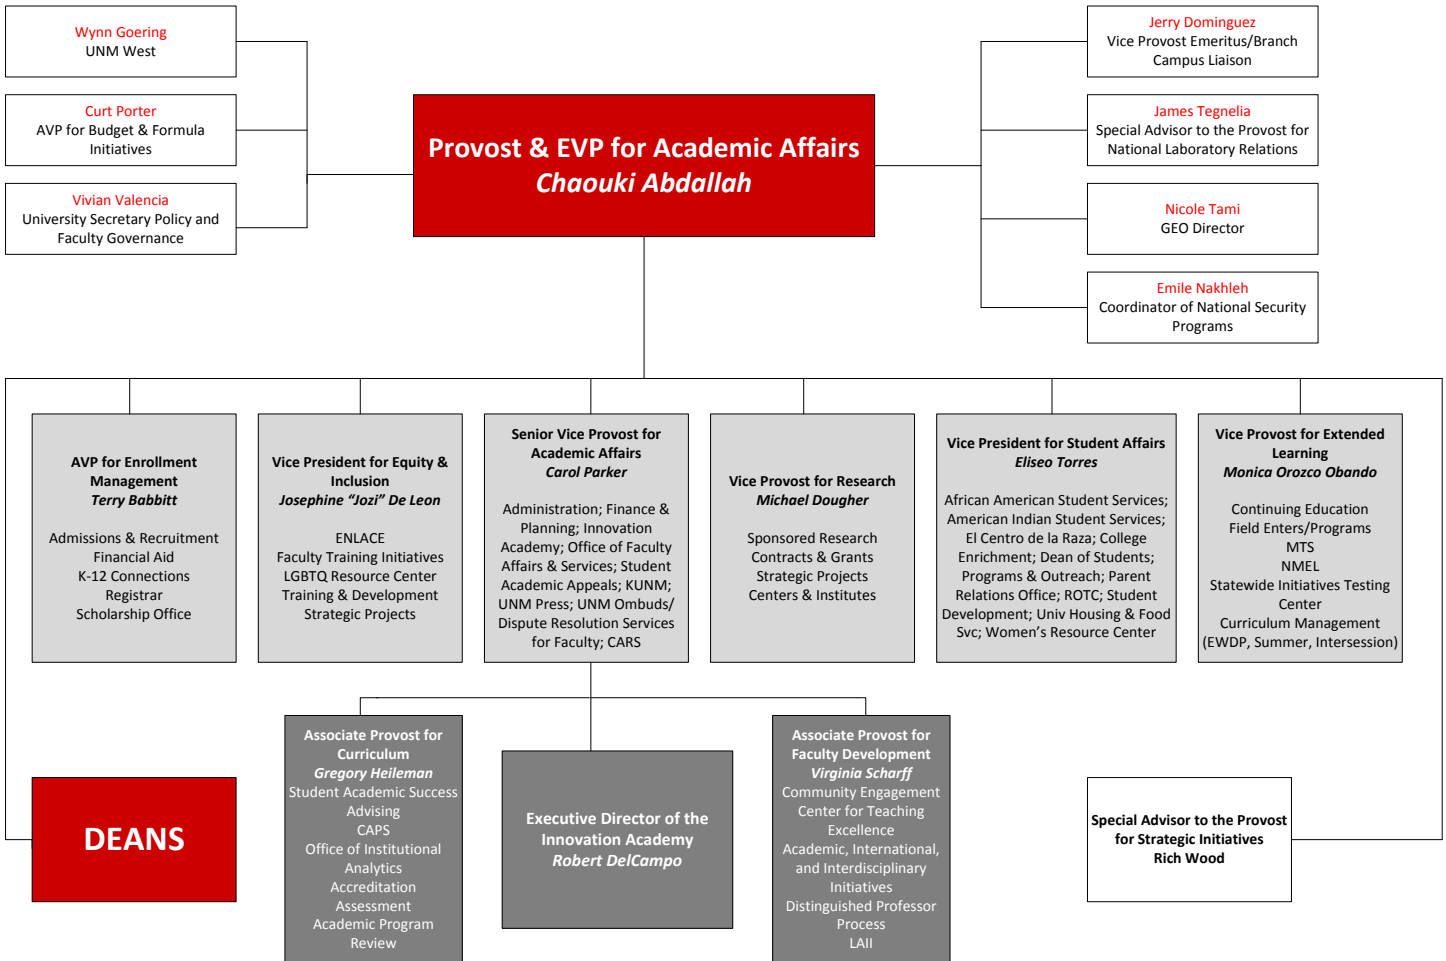 Wynn Goering
UNM West
Curt Porter
AVP for Budget & Formula
Initiatives
Vivian Valencia
University Secretary Policy and
Faculty Governance
Provost & EVP for Academic Affairs
Chaouki Abdallah
Jerry Dominguez
Vice Provost Emeritus/Branch
Campus Liaison
James Tegnelia
Special Advisor to the Provost for
National Laboratory Relations
Nicole Tami
GEO Director
Emile Nakhleh
Coordinator of National Security
Programs
AVP for Enrollment
Management
Terry Babbitt
Admissions & Recruitment
Financial Aid
K-12 Connections
Registrar
Scholarship Office
Vice President for Equity &
Inclusion
Josephine “Jozi” De Leon
ENLACE
Faculty Training Initiatives
LGBTQ Resource Center
Training & Development
Strategic Projects
Senior Vice Provost for
Academic Affairs
Carol Parker
Administration; Finance &
Planning; Innovation
Academy; Office of Faculty
Affairs & Services; Student
Academic Appeals; KUNM;
UNM Press; UNM Ombuds/
Dispute Resolution Services
for Faculty; CARS
Vice Provost for Research
Michael Dougher
Sponsored Research
Contracts & Grants
Strategic Projects
Centers & Institutes
Vice President for Student Affairs
Eliseo Torres
African American Student Services;
American Indian Student Services;
El Centro de la Raza; College
Enrichment; Dean of Students;
Programs & Outreach; Parent
Relations Office; ROTC; Student
Development; Univ Housing & Food
Svc; Women’s Resource Center
Vice Provost for Extended
Learning
Monica Orozco Obando
Continuing Education
Field Enters/Programs
MTS
NMEL
Statewide Initiatives Testing
Center
Curriculum Management
(EWDP, Summer, Intersession)
DEANS
Associate Provost for
Curriculum
Gregory Heileman
Student Academic Success
Advising
CAPS
Office of Institutional
Analytics
Accreditation
Assessment
Academic Program
Review
Executive Director of the
Innovation Academy
Robert DelCampo
Associate Provost for
Faculty Development
Virginia Scharff
Community Engagement
Center for Teaching
Excellence
Academic, International,
and Interdisciplinary
Initiatives
Distinguished Professor
Process
LAII
Special Advisor to the Provost
for Strategic Initiatives
Rich Wood